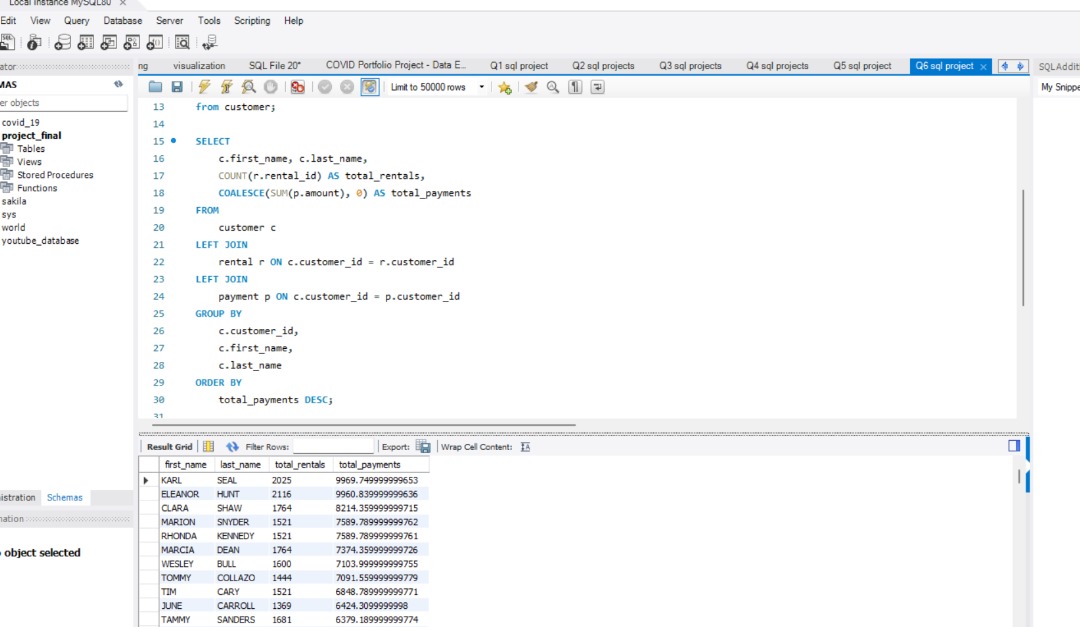 Local instance MySQL80 ×
Edit View Query Database Server Tools Scripting Help
ator
ng visualization SQL File 20* COVID Portfolio Project - Data E... Q1 sql project Q2 sql projects Q3 sql projects Q4 sql projects Q5 sql project Q6 sql project × SQLAddit
MAS
Limit to 50000 rows
My Snippe
er objects
covid_19
project_final
Tables
Views
Stored Procedures
Functions
sakila
sys
world
youtube_database
13 from customer;
14
15 SELECT
16 c.first_name, c.last_name,
17 COUNT(r.rental_id) AS total_rentals,
18 COALESCE(SUM(p.amount), 0) AS total_payments
19 FROM
20 customer c
21 LEFT JOIN
22 rental r ON c.customer_id = r.customer_id
23 LEFT JOIN
24 payment p ON c.customer_id = p.customer_id
25 GROUP BY
26 c.customer_id,
27 c.first_name,
28 c.last_name
29 ORDER BY
30 total_payments DESC;
31
Result Grid Filter Rows: Export: Wrap Cell Content:
first_name last_name total_rentals total_payments
KARL SEAL 2025 9969.749999999653
ELEANOR HUNT 2116 9960.839999999636
CLARA SHAW 1764 8214.359999999715
MARION SNYDER 1521 7589.789999999762
RHONDA KENNEDY 1521 7589.789999999761
MARCIA DEAN 1764 7374.359999999726
WESLEY BULL 1600 7103.999999999755
TOMMY COLLAZO 1444 7091.559999999779
TIM CARY 1521 6848.789999999771
JUNE CARROLL 1369 6424.3099999998
TAMMY SANDERS 1681 6379.189999999774
istration Schemas
mation
object selected